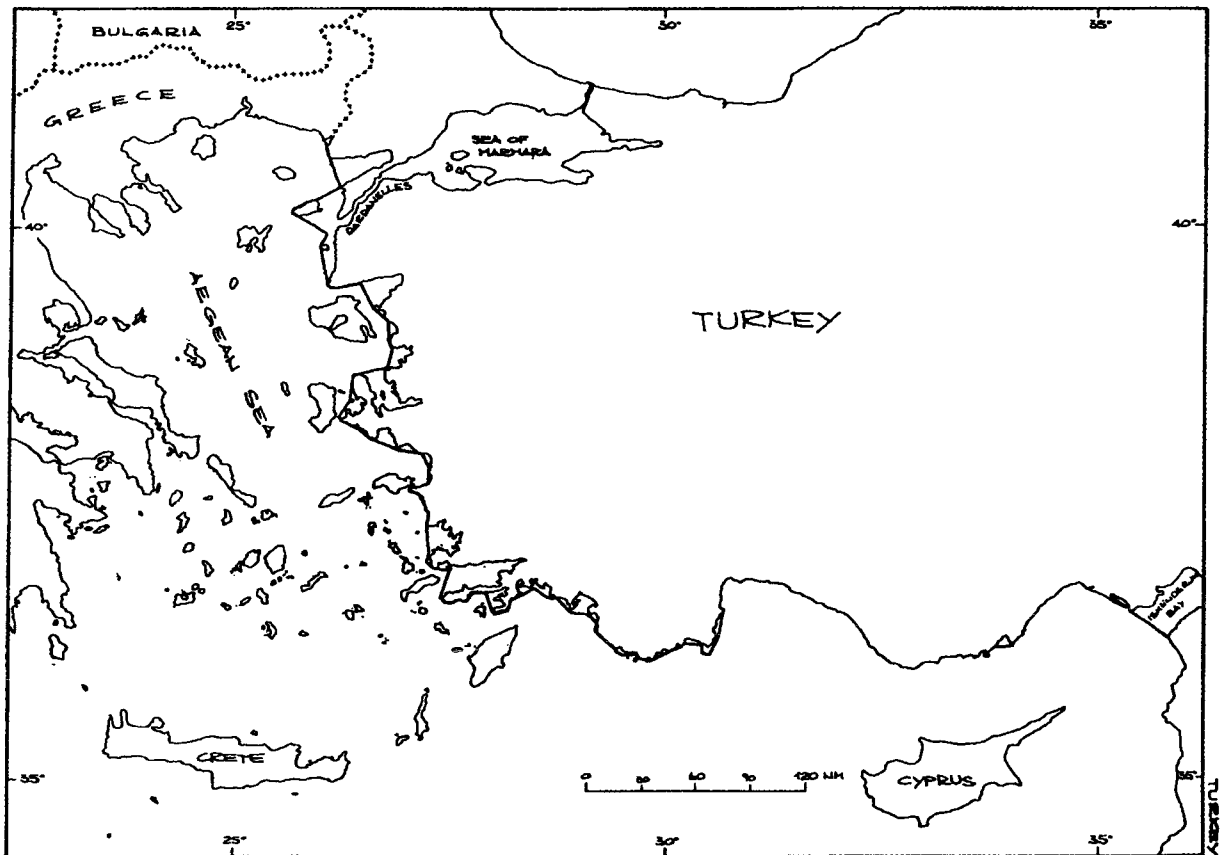 25°
30°
35°
BULGARIA
GREECE
SEA OF
MARMARA
DARDANELLES
40°
40°
AEGEAN SEA
TURKEY
BAY
CRETE
0 30 60 90 120 NM
CYPRUS
35°
35°
TURKEY
25°
30°
35°